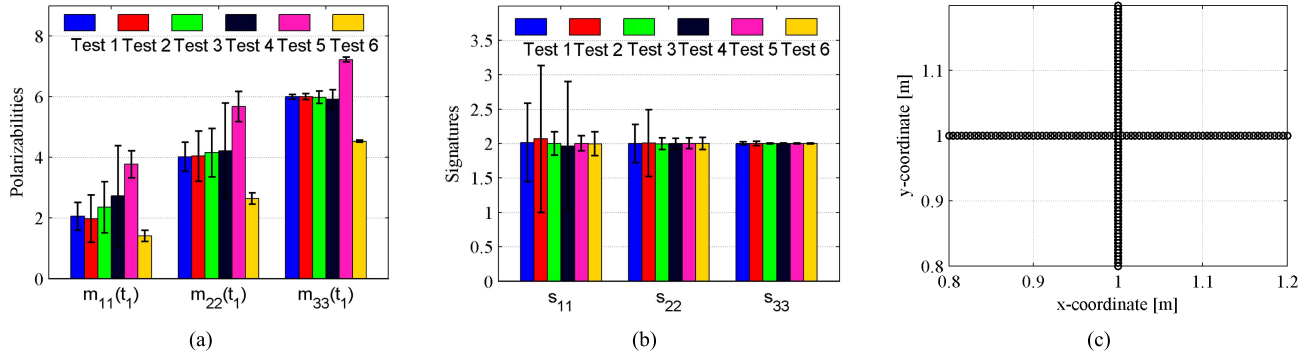 Test 1 Test 2 Test 3 Test 4 Test 5 Test 6
8
6
4
2
0
Polarizabilities
m11(t1) m22(t1) m33(t1)
(a)
Test 1 Test 2 Test 3 Test 4 Test 5 Test 6
3.5
3
2.5
2
1.5
1
0.5
0
Signatures
s11 s22 s33
(b)
1.1
1
0.9
0.8
y-coordinate [m]
0.8 0.9 1 1.1 1.2
x-coordinate [m]
(c)